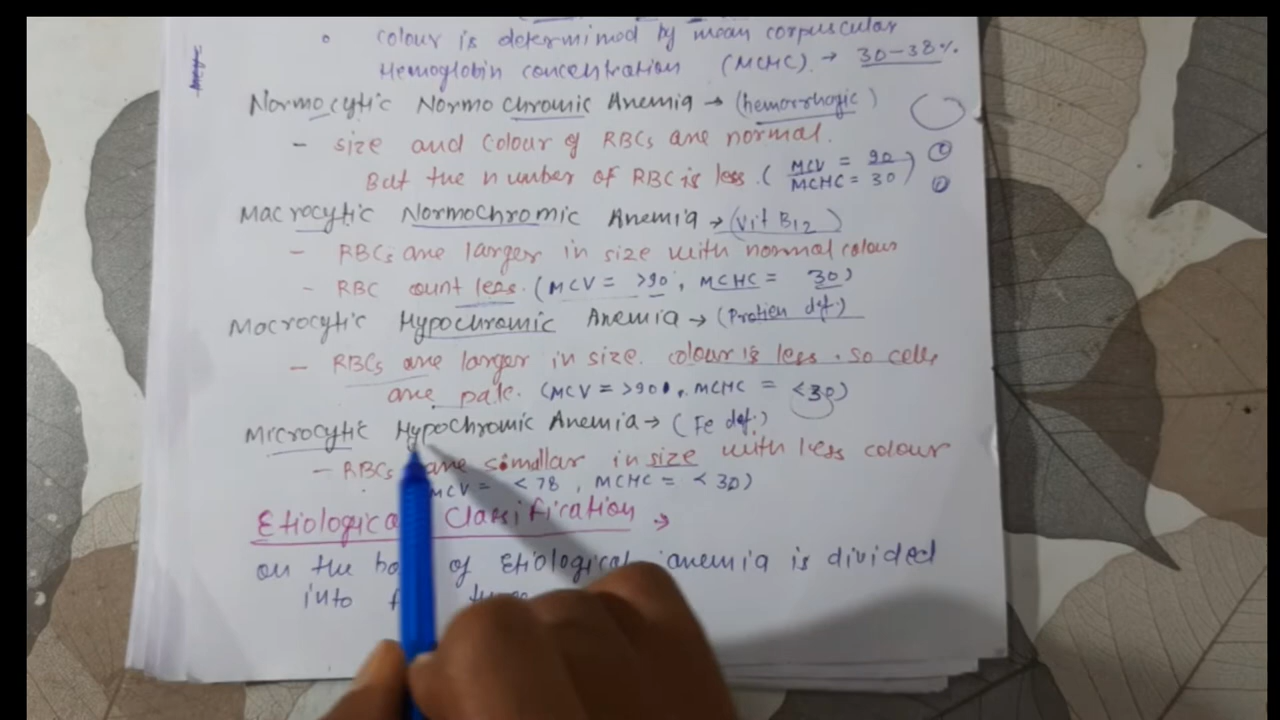 colour is determined by mean corpuscular
Hemoglobin concentration (MCHC). → 30-38%.
Normocytic Normochromic Anemia → (hemorrhagic)
- size and colour of RBCs are normal.
But the number of RBC is less. ( MCV = 90
MCHC = 30 )
Macrocytic Normochromic Anemia → (Vit B12)
- RBCs are larger in size with normal colour
- RBC count less. (MCV = >90, MCHC = 30)
Macrocytic Hypochromic Anemia → (Protien def.)
- RBCs are larger in size. colour is less. so cells
are pale. (MCV = >90, MCHC = <30)
Microcytic Hypochromic Anemia → (Fe def.)
- RBCs are simallar in size with less colour
MCV = <78, MCHC = <30)
Etiological Classification →
on the of Etiological anemia is divided
into